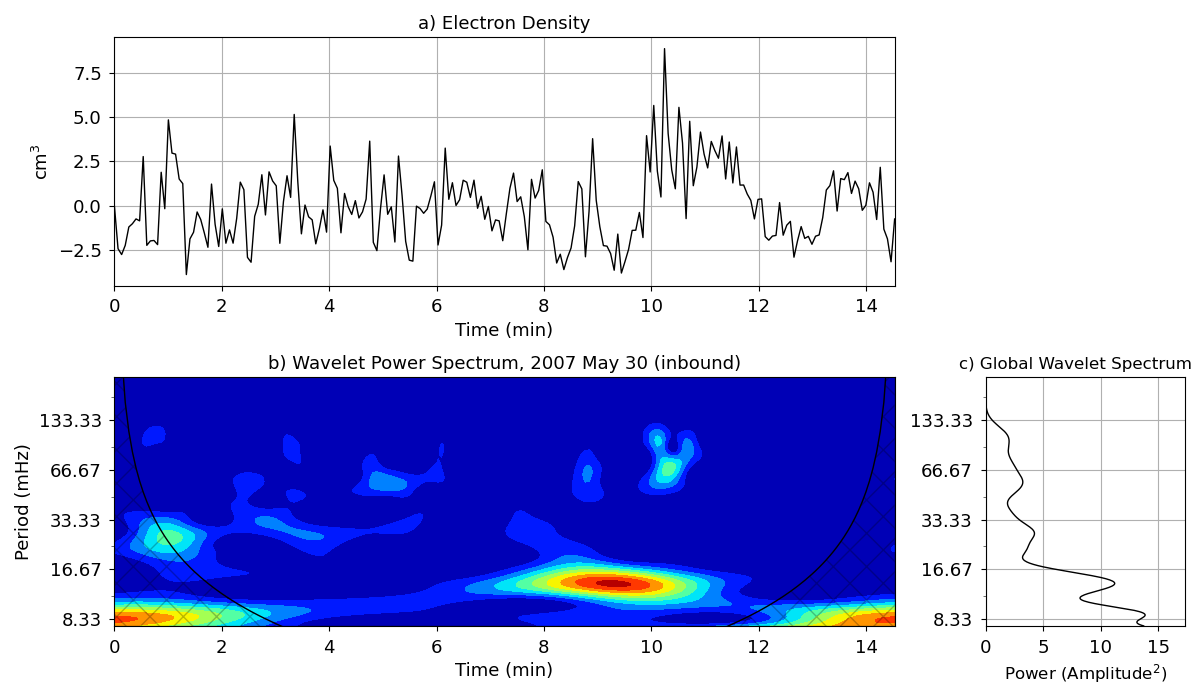 a) Electron Density
7.5
5.0
2.5
0.0
−2.5
cm³
0 2 4 6 8 10 12 14
Time (min)
b) Wavelet Power Spectrum, 2007 May 30 (inbound)
133.33
66.67
33.33
16.67
8.33
Period (mHz)
0 2 4 6 8 10 12 14
Time (min)
c) Global Wavelet Spectrum
133.33
66.67
33.33
16.67
8.33
0 5 10 15
Power (Amplitude²)